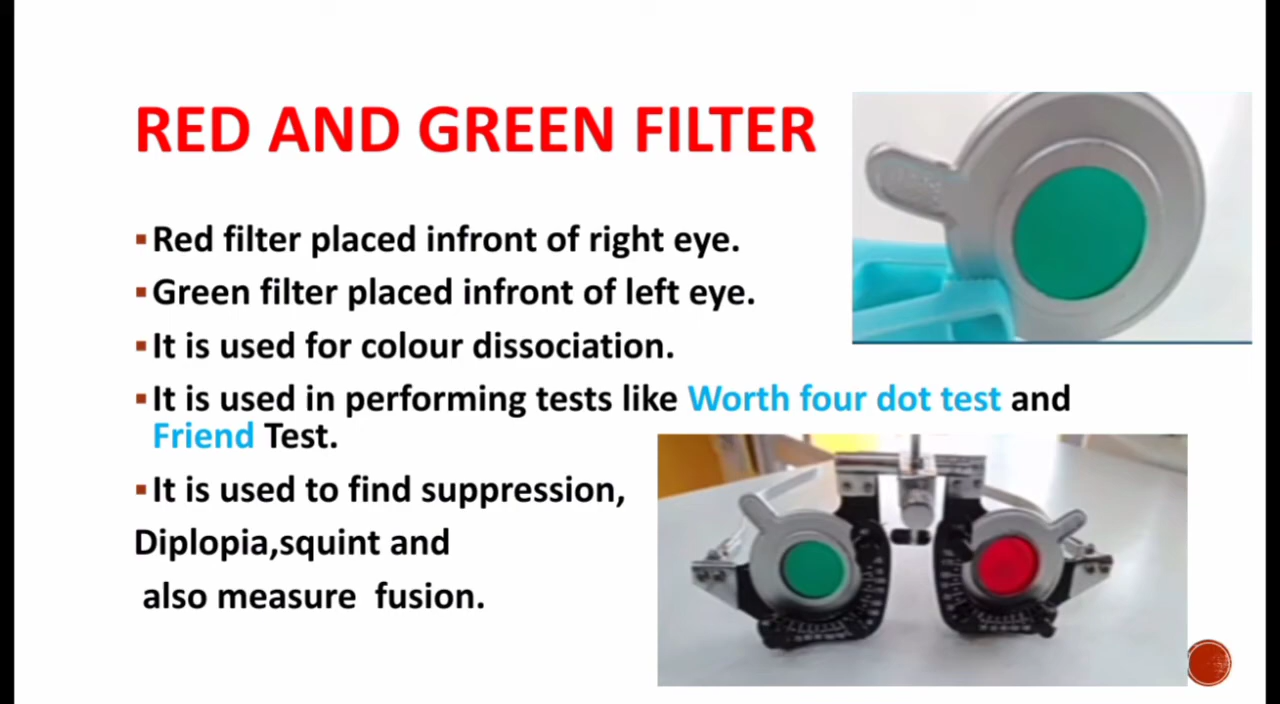 RED AND GREEN FILTER
▪Red filter placed infront of right eye.
▪Green filter placed infront of left eye.
▪It is used for colour dissociation.
▪It is used in performing tests like Worth four dot test and
Friend Test.
▪It is used to find suppression,
Diplopia,squint and
also measure fusion.